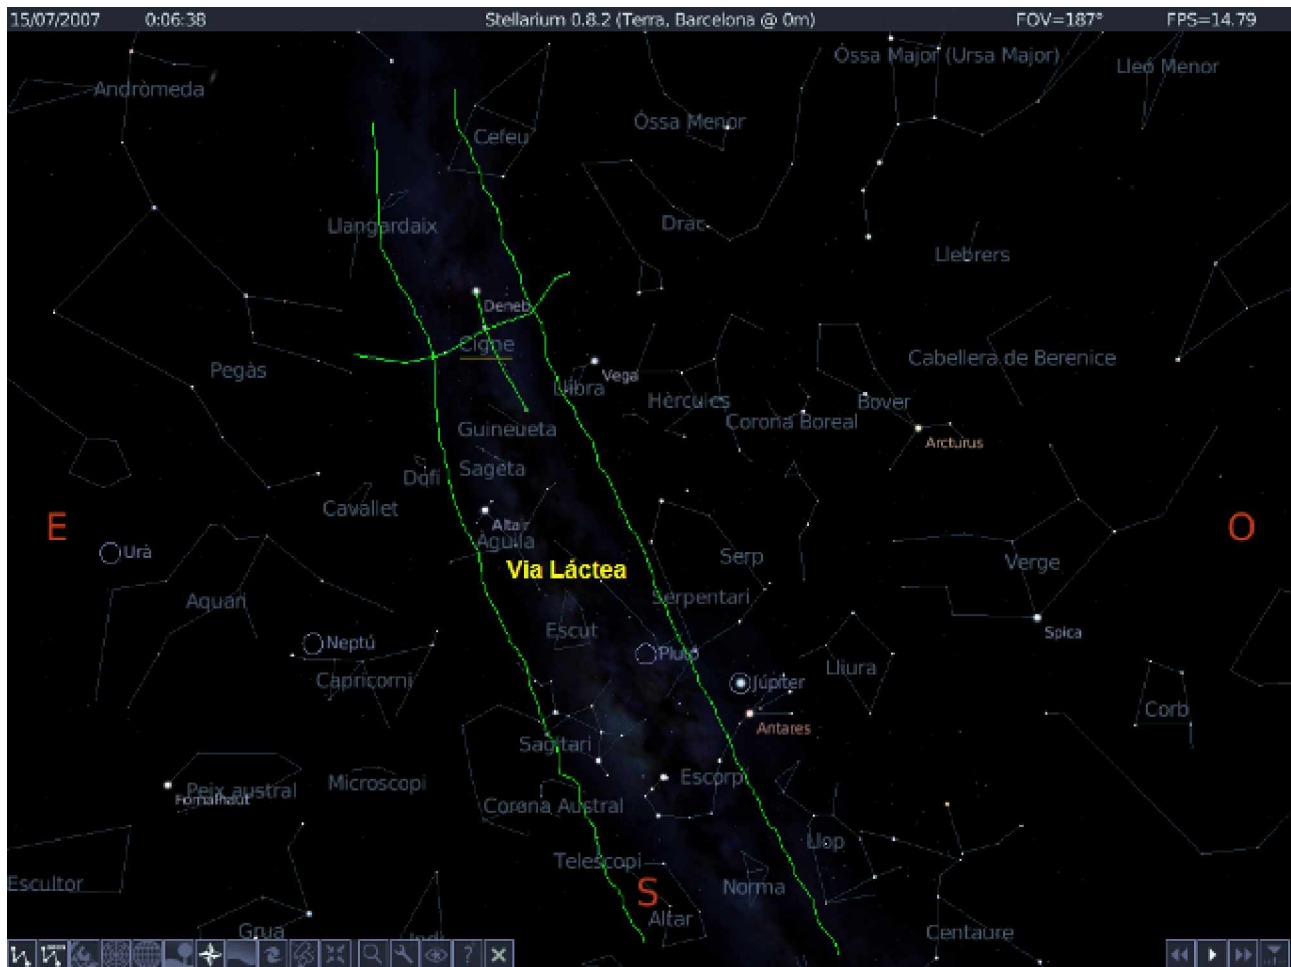 15/07/2007 0:06:38 Stellarium 0.8.2 (Terra, Barcelona @ 0m) FOV=187° FPS=14.79
Óssa Major (Ursa Major)
Lleó Menor
Andròmeda
Óssa Menor
Cefeu
Llangardaix
Drac
Llebrers
Deneb
Cigne
Cabellera de Berenice
Pegàs
Vega
Llibra
Hèrcules
Bover
Corona Boreal
Guineueta
Arcturus
Sageta
Dofí
Cavallet
Altair
E
O
Àguila
Urà
Serp
Verge
Via Láctea
Aquari
Serpentari
Escut
Spica
Neptú
Plutó
Lliura
Capricorni
Júpiter
Corb
Antares
Sagitari
Escorpí
Microscopi
Peix austral
Fomalhaut
Corona Austral
Llop
Telescopi
Escultor
S
Norma
Altar
Grua
Centaure